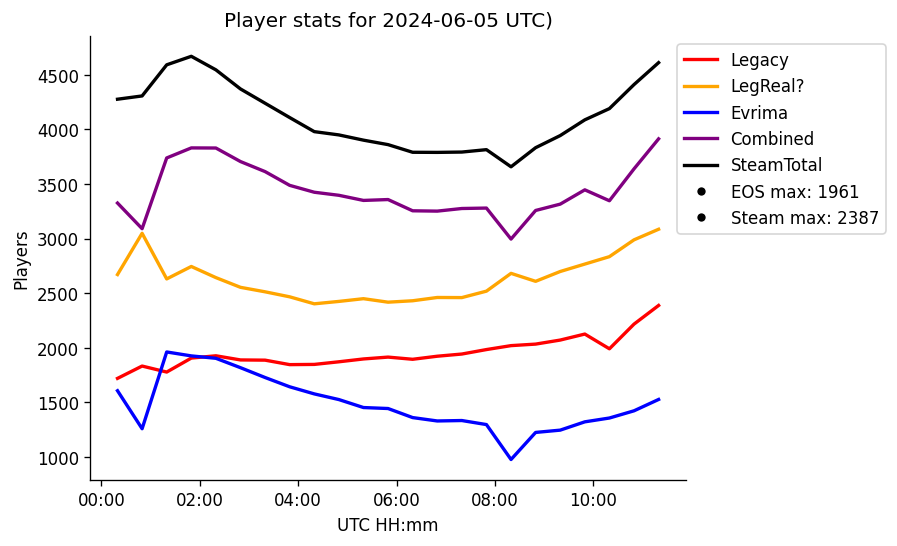 Player stats for 2024-06-05 UTC)
Legacy
LegReal?
Evrima
Combined
SteamTotal
EOS max: 1961
Steam max: 2387
Players
4500
4000
3500
3000
2500
2000
1500
1000
00:00 02:00 04:00 06:00 08:00 10:00
UTC HH:mm